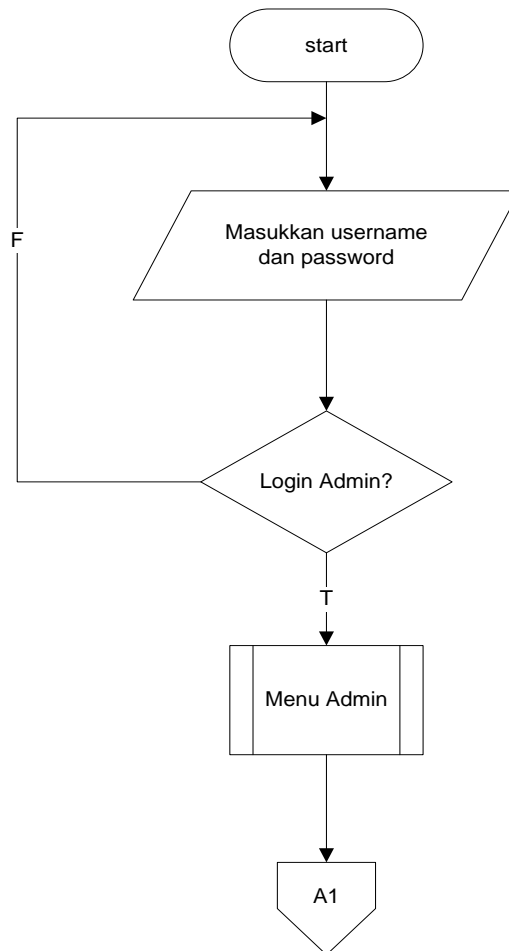 start
F
Masukkan username
dan password
Login Admin?
T
Menu Admin
A1